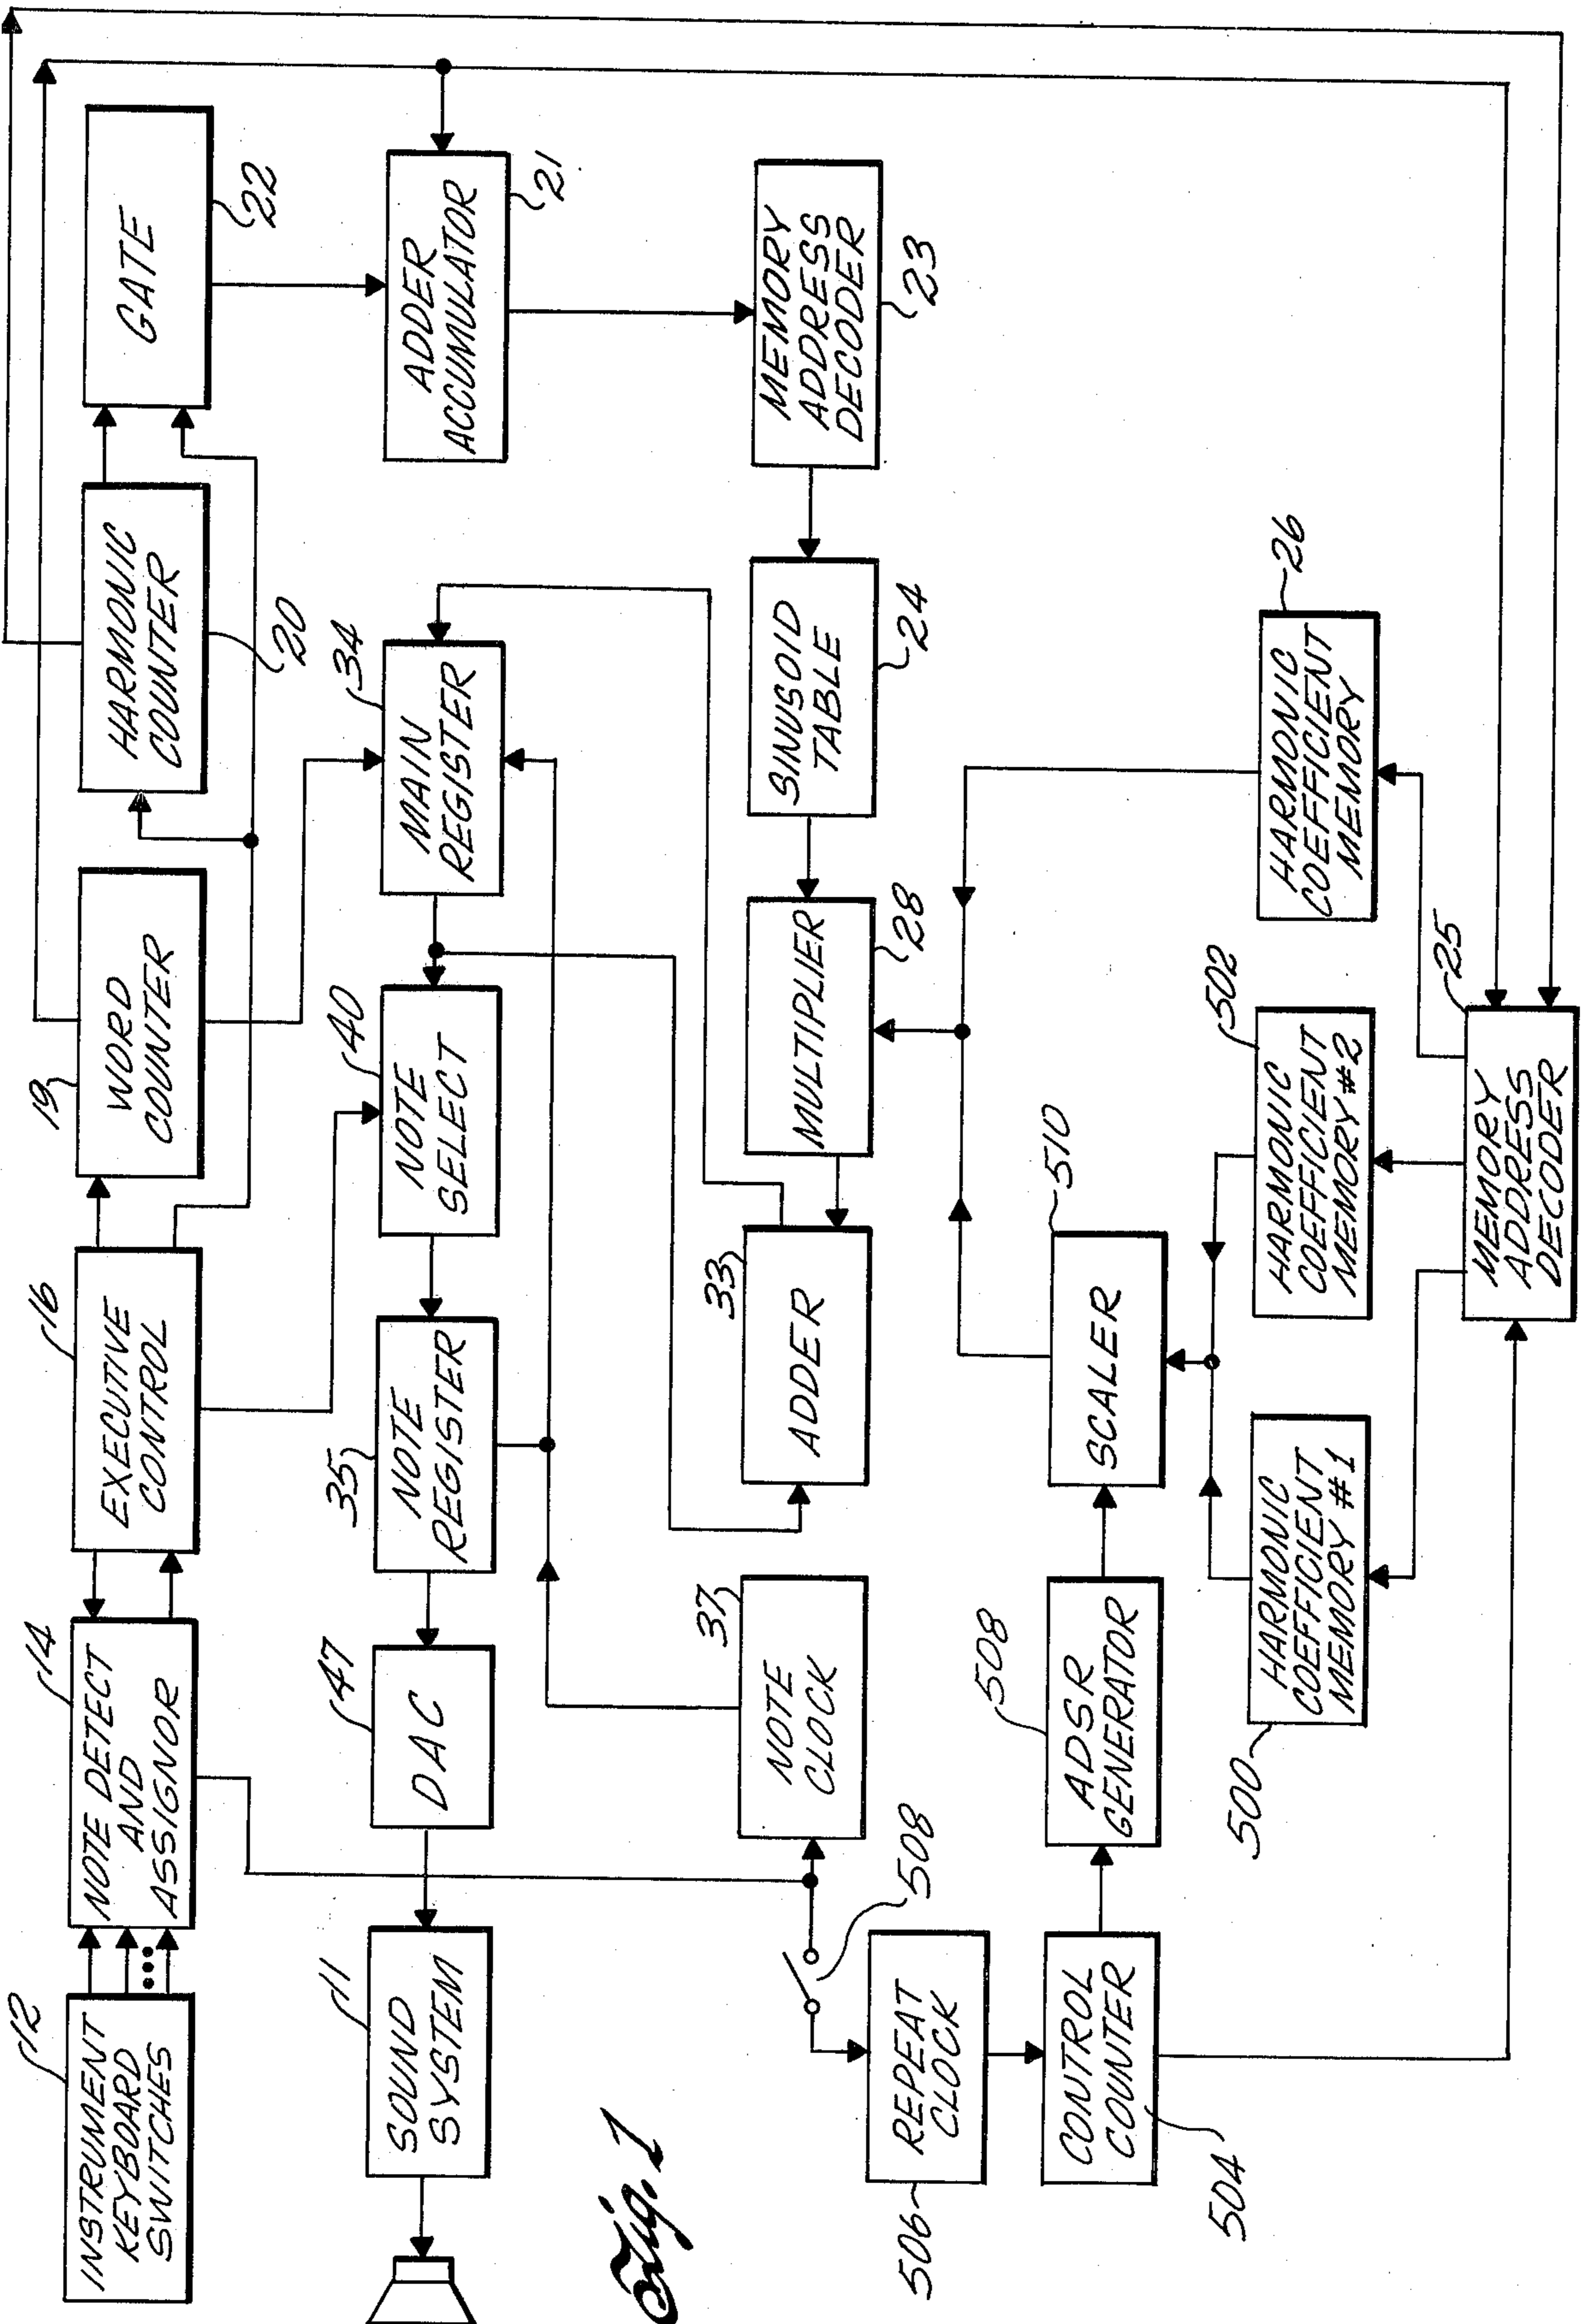 12
INSTRUMENT
KEYBOARD
SWITCHES
14
NOTE DETECT
AND
ASSIGNOR
16
EXECUTIVE
CONTROL
19
WORD
COUNTER
HARMONIC
COUNTER
20
GATE
22
11
SOUND
SYSTEM
47
DAC
35
NOTE
REGISTER
40
NOTE
SELECT
34
MAIN
REGISTER
ADDER
ACCUMULATOR
21
37
NOTE
CLOCK
33
ADDER
MULTIPLIER
28
SINUSOID
TABLE
24
MEMORY
ADDRESS
DECODER
23
508
REPEAT
CLOCK
506
CONTROL
COUNTER
504
508
ADSR
GENERATOR
510
SCALER
HARMONIC
COEFFICIENT
MEMORY #1
500
502
HARMONIC
COEFFICIENT
MEMORY #2
26
HARMONIC
COEFFICIENT
MEMORY
25
MEMORY
ADDRESS
DECODER
Fig. 1